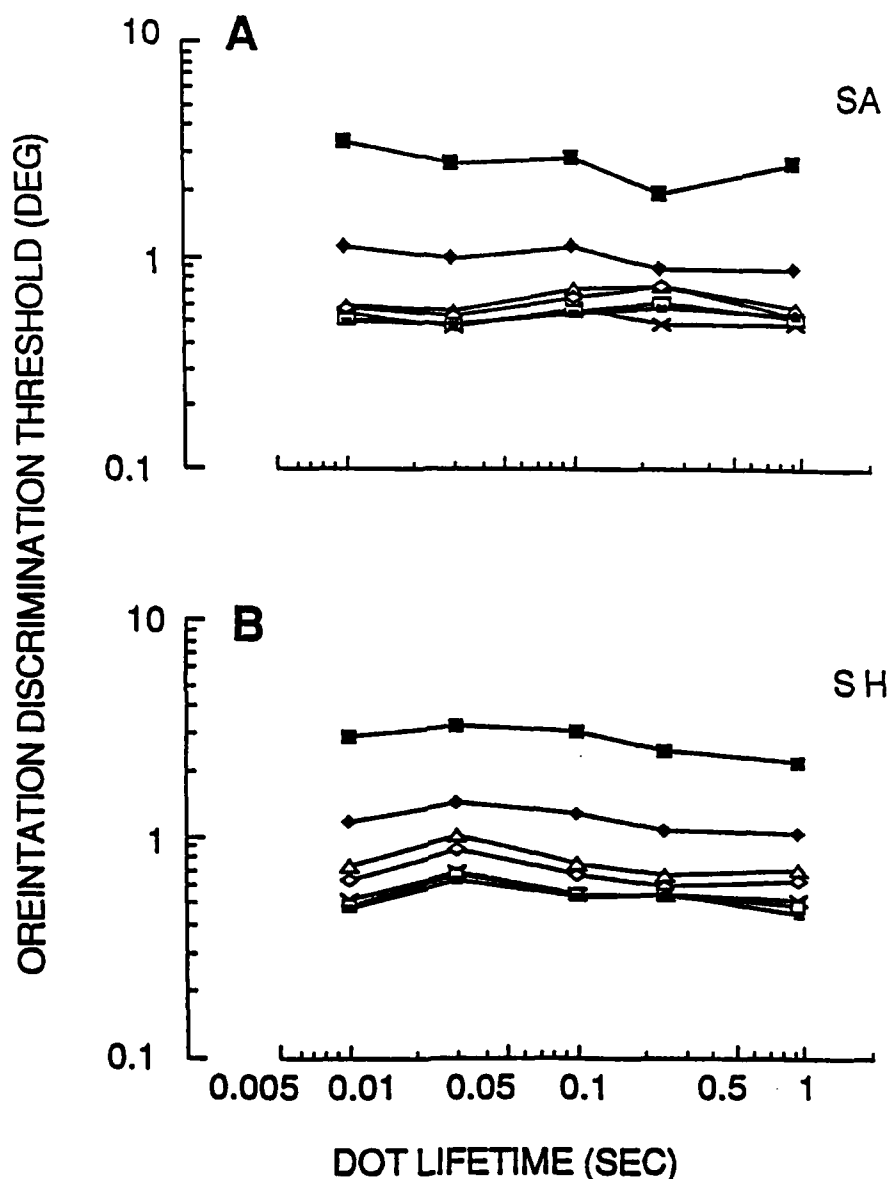 A
SA
10
1
0.1
B
SH
10
1
0.1
0.005 0.01 0.05 0.1 0.5 1
DOT LIFETIME (SEC)
OREINTATION DISCRIMINATION THRESHOLD (DEG)